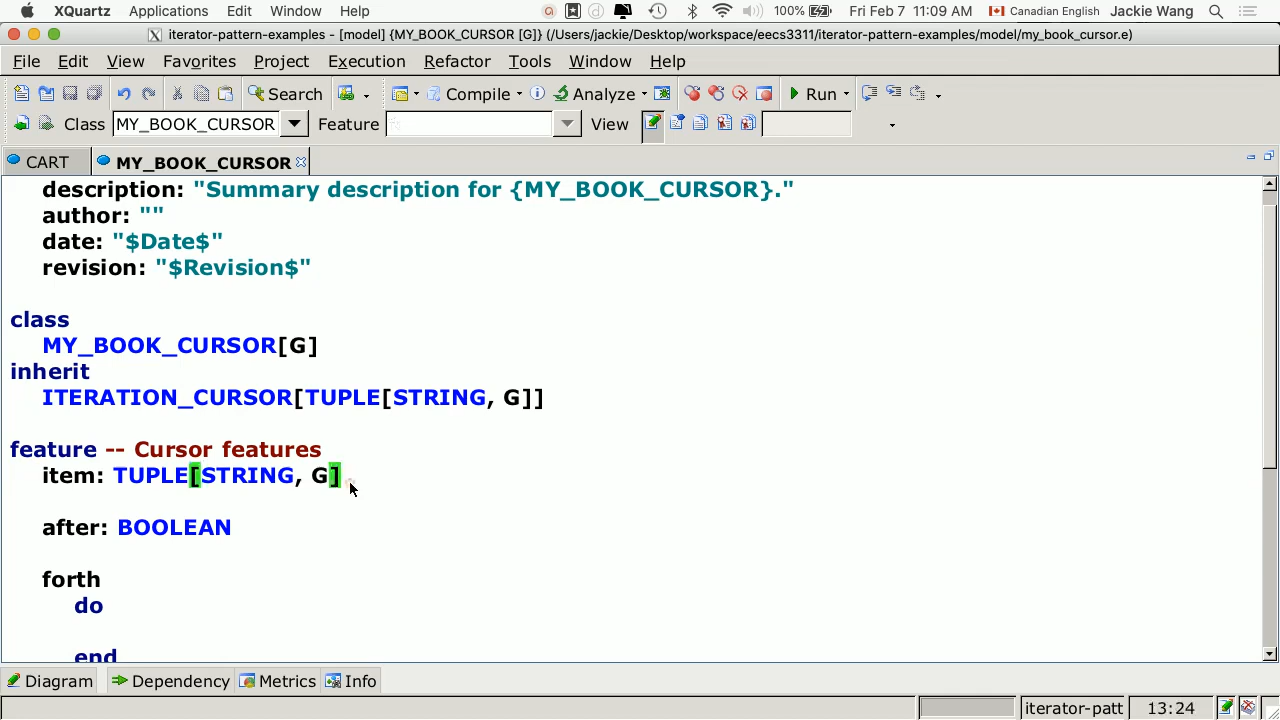 XQuartz Applications Edit Window Help 100% Fri Feb 7 11:09 AM Canadian English Jackie Wang
iterator-pattern-examples - [model] {MY_BOOK_CURSOR [G]} (/Users/jackie/Desktop/workspace/eecs3311/iterator-pattern-examples/model/my_book_cursor.e)
File Edit View Favorites Project Execution Refactor Tools Window Help
Search Compile Analyze Run
Class MY_BOOK_CURSOR Feature View
CART MY_BOOK_CURSOR
description: "Summary description for {MY_BOOK_CURSOR}."
author: ""
date: "$Date$"
revision: "$Revision$"
class
MY_BOOK_CURSOR[G]
inherit
ITERATION_CURSOR[TUPLE[STRING, G]]
feature -- Cursor features
item: TUPLE[STRING, G]
after: BOOLEAN
forth
do
end
Diagram Dependency Metrics Info
iterator-patt 13:24